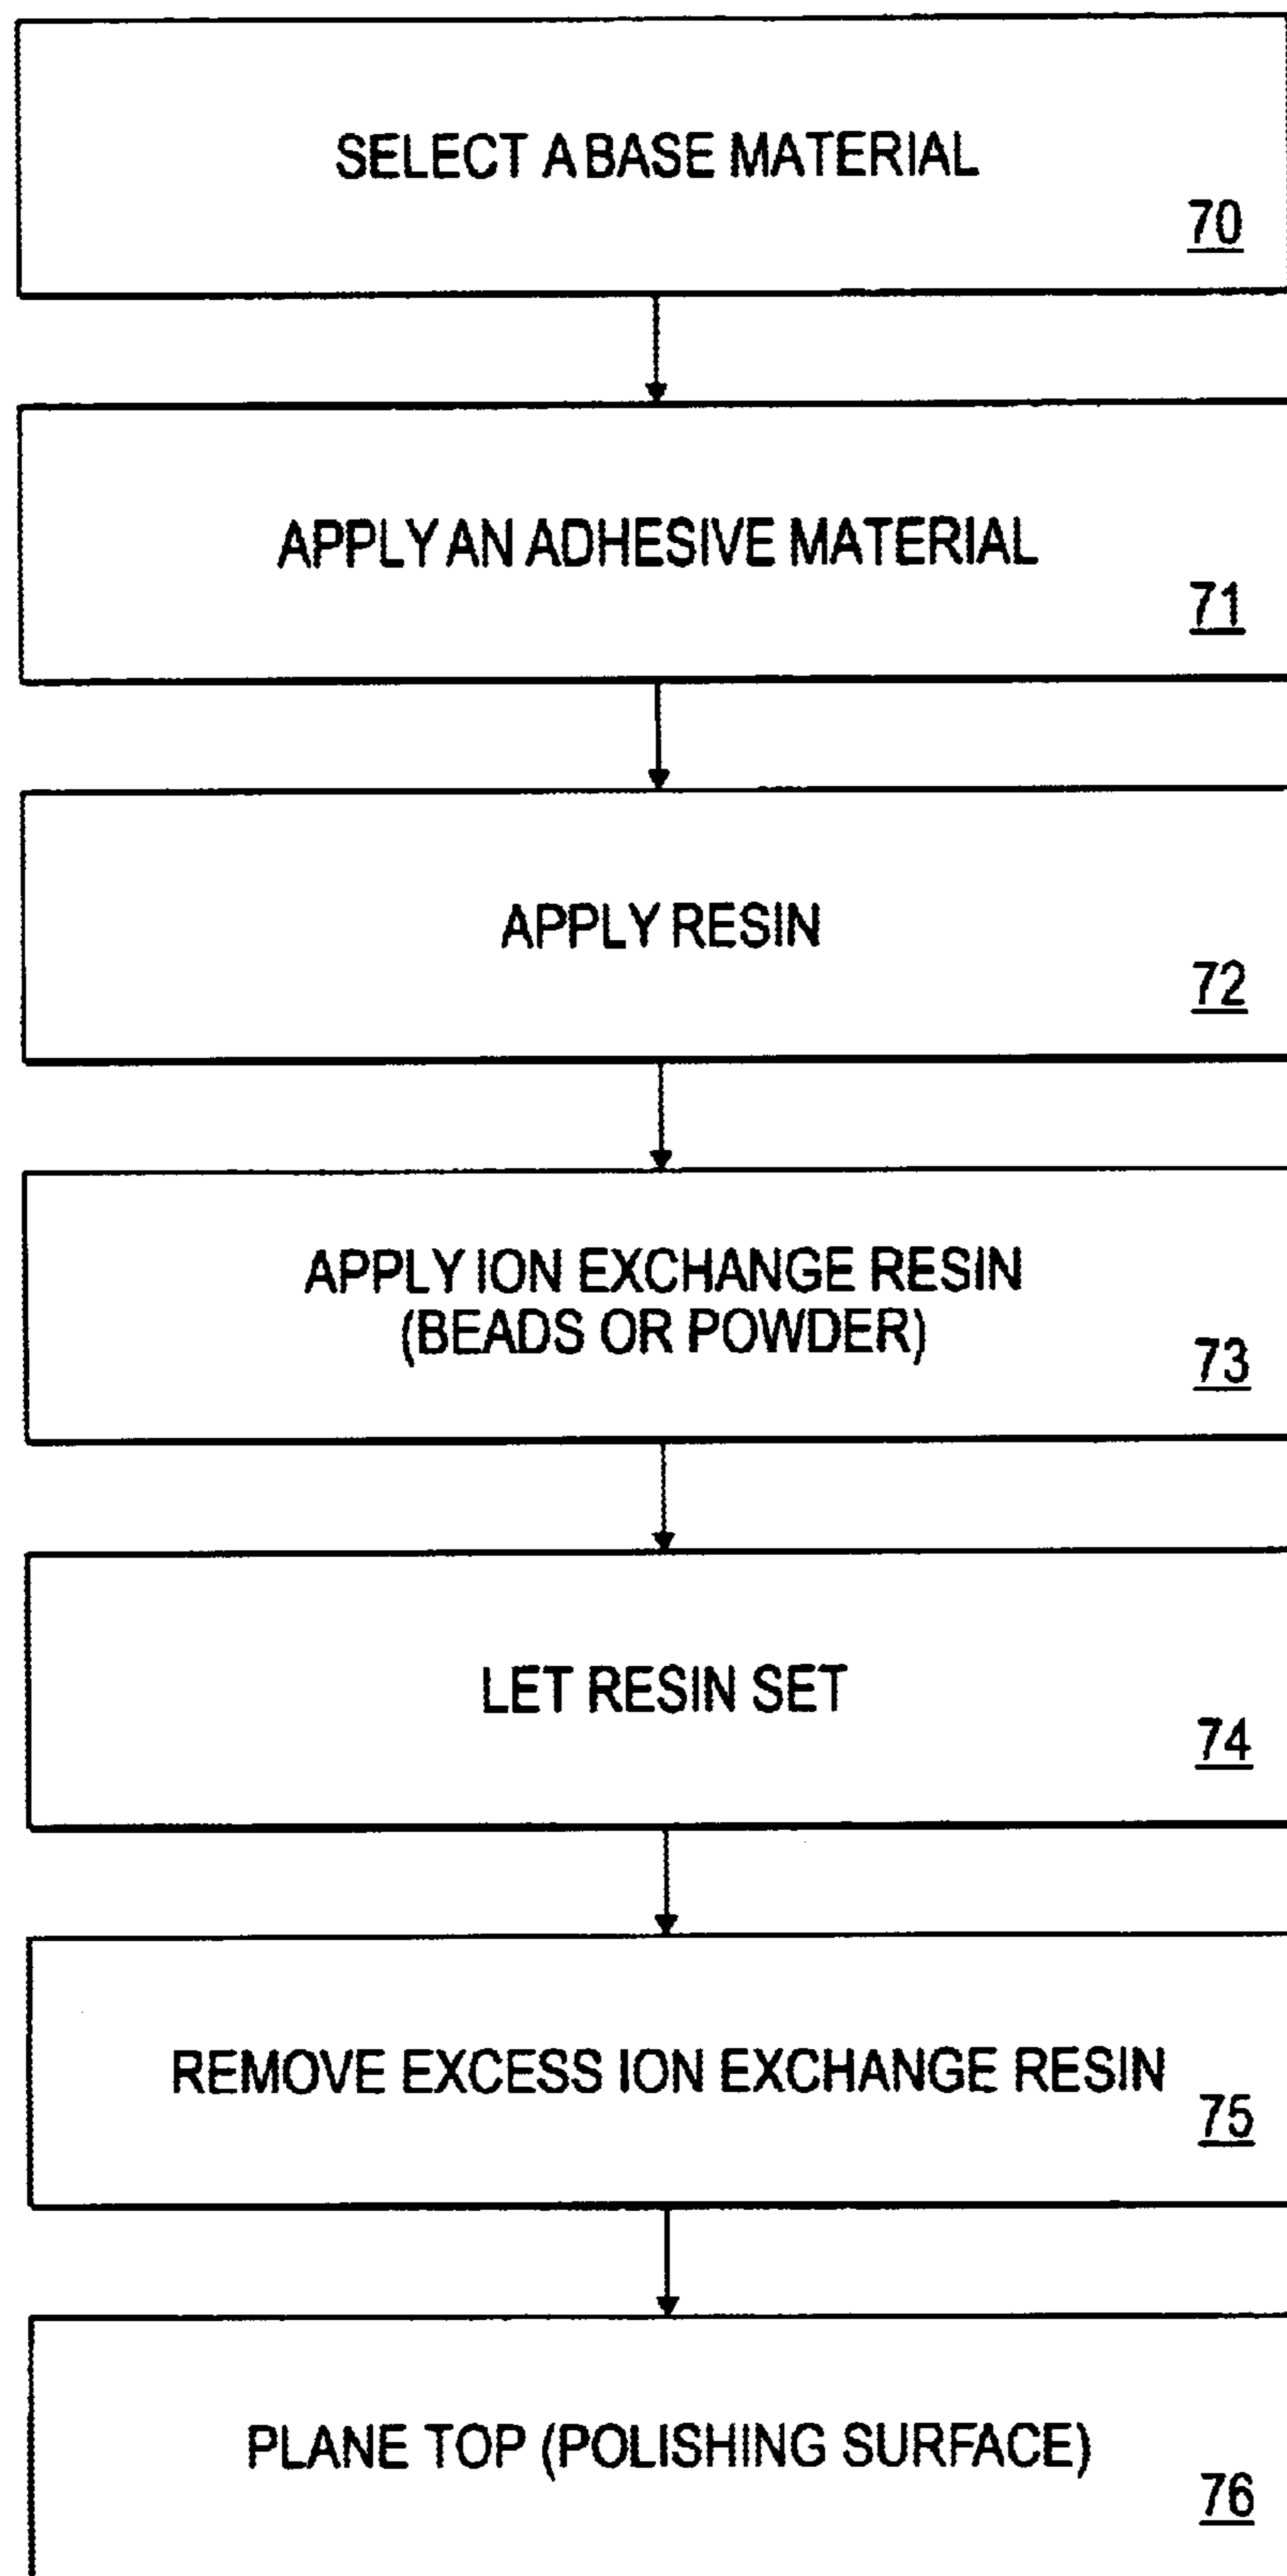 SELECT A BASE MATERIAL
70
APPLY AN ADHESIVE MATERIAL
71
APPLY RESIN
72
APPLY ION EXCHANGE RESIN
(BEADS OR POWDER)
73
LET RESIN SET
74
REMOVE EXCESS ION EXCHANGE RESIN
75
PLANE TOP (POLISHING SURFACE)
76